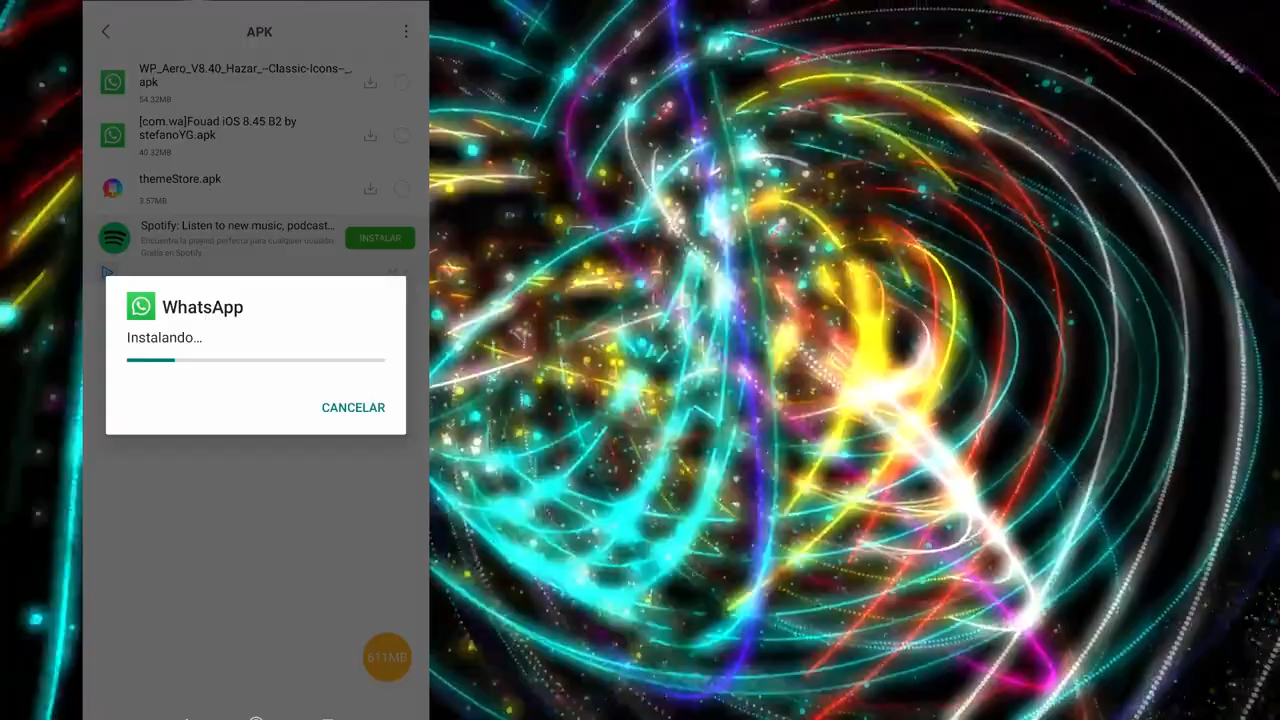 APK
WP_Aero_V8.40_Hazar_--Classic-Icons--_.
apk
54.32MB
[com.wa]Fouad iOS 8.45 B2 by
stefanoYG.apk
40.32MB
themeStore.apk
3.57MB
Spotify: Listen to new music, podcast...
Encuentre la playlist perfecta para cualquier ocasión.
Gratis en Spotify
INSTALAR
WhatsApp
Instalando...
CANCELAR
611MB